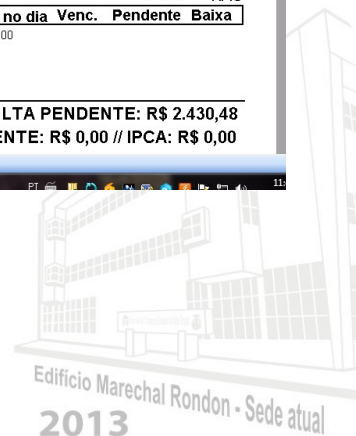 no dia Venc. Pendente Baixa
00
LTA PENDENTE: R$ 2.430,48
ENTE: R$ 0,00 // IPCA: R$ 0,00
PT
11:
Edifício Marechal Rondon - Sede atual
2013